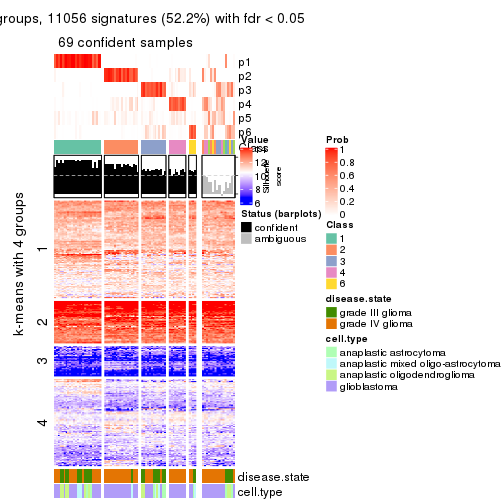 groups, 11056 signatures (52.2%) with fdr < 0.05
69 confident samples
p1
p2
p3
p4
p5
p6
Class
Value
14
12
10
8
6
Silhouette
score
Prob
1
0.8
0.6
0.4
0.2
0
Status (barplots)
confident
ambiguous
Class
1
2
3
4
6
disease.state
grade III glioma
grade IV glioma
cell.type
anaplastic astrocytoma
anaplastic mixed oligo-astrocytoma
anaplastic oligodendroglioma
glioblastoma
k-means with 4 groups
1
2
3
4
disease.state
cell.type